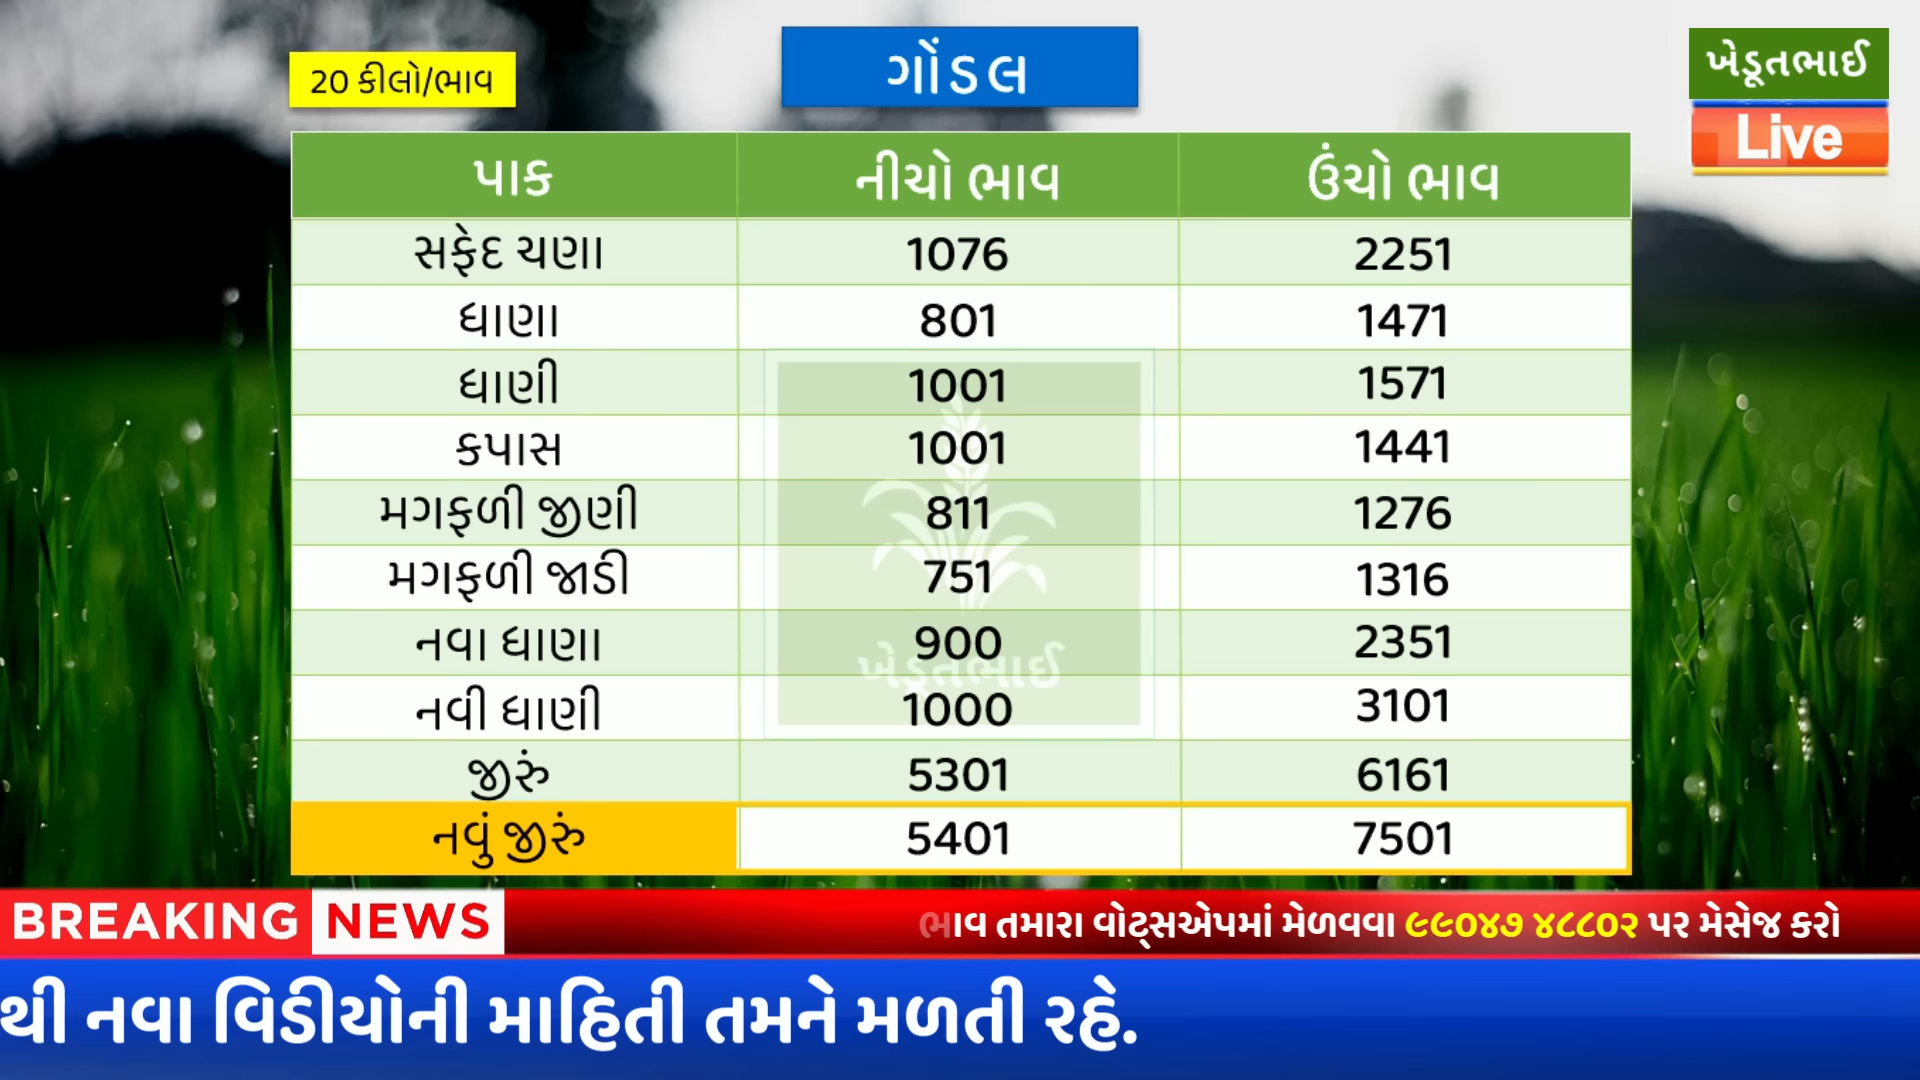 20 કીલો/ભાવ
ગોંડલ
ખેડૂતભાઈ
Live
પાક નીચો ભાવ ઉંચો ભાવ
સફેદ ચણા 1076 2251
ધાણા 801 1471
ધાણી 1001 1571
કપાસ 1001 1441
મગફળી જીણી 811 1276
મગફળી જાડી 751 1316
નવા ધાણા 900 2351
નવી ધાણી 1000 3101
જીરું 5301 6161
નવું જીરું 5401 7501
ખેડૂતભાઈ
BREAKING NEWS
ભાવ તમારા વોટ્સએપમાં મેળવવા ૯૯૦૪૭ ૪૮૮૦૨ પર મેસેજ કરો
થી નવા વિડીયોની માહિતી તમને મળતી રહે.